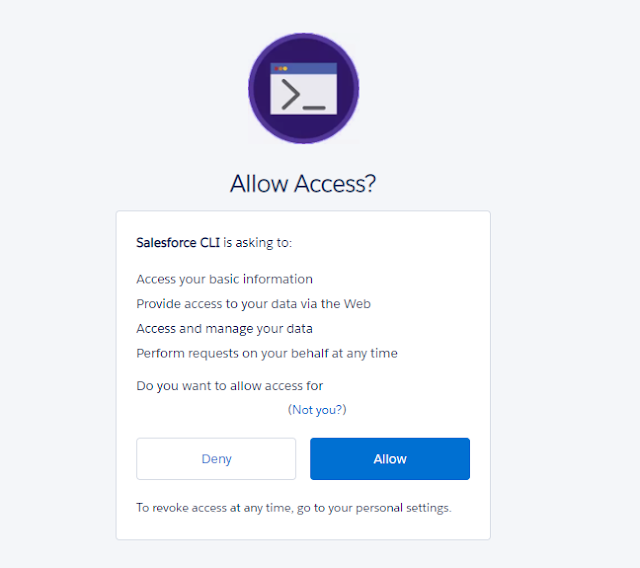 Allow Access?
Salesforce CLI is asking to:
Access your basic information
Provide access to your data via the Web
Access and manage your data
Perform requests on your behalf at any time
Do you want to allow access for
(Not you?)
Deny
Allow
To revoke access at any time, go to your personal settings.